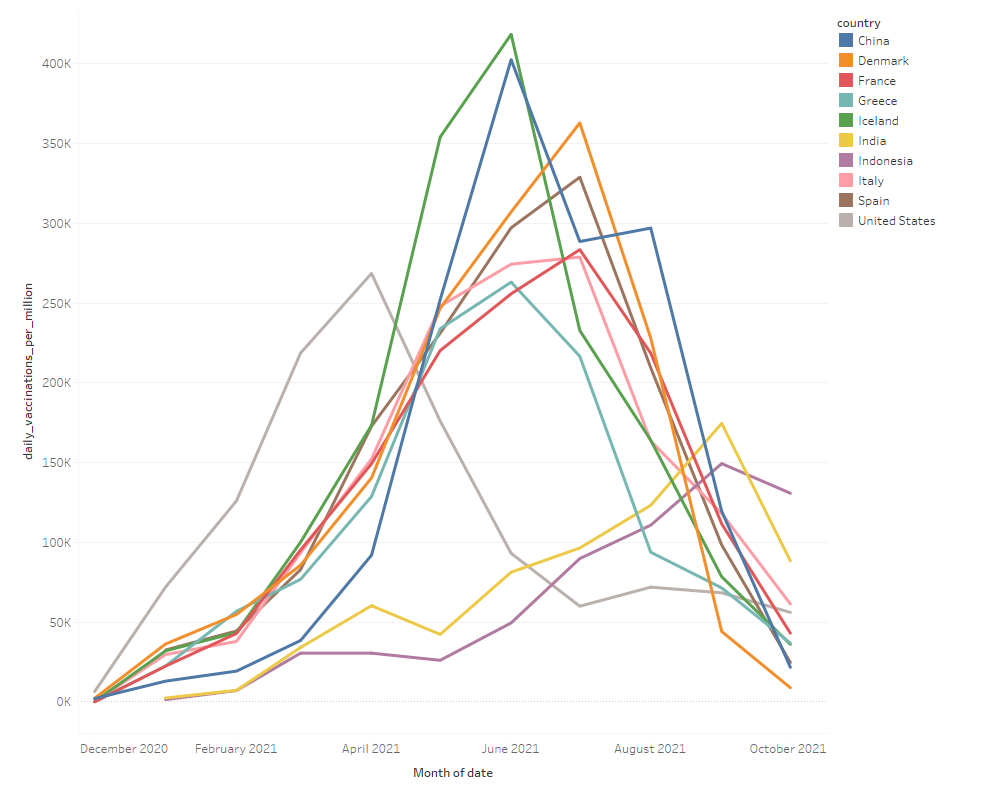 400K
350K
300K
250K
200K
150K
100K
50K
0K
daily_vaccinations_per_million
December 2020
February 2021
April 2021
June 2021
August 2021
October 2021
Month of date
country
China
Denmark
France
Greece
Iceland
India
Indonesia
Italy
Spain
United States